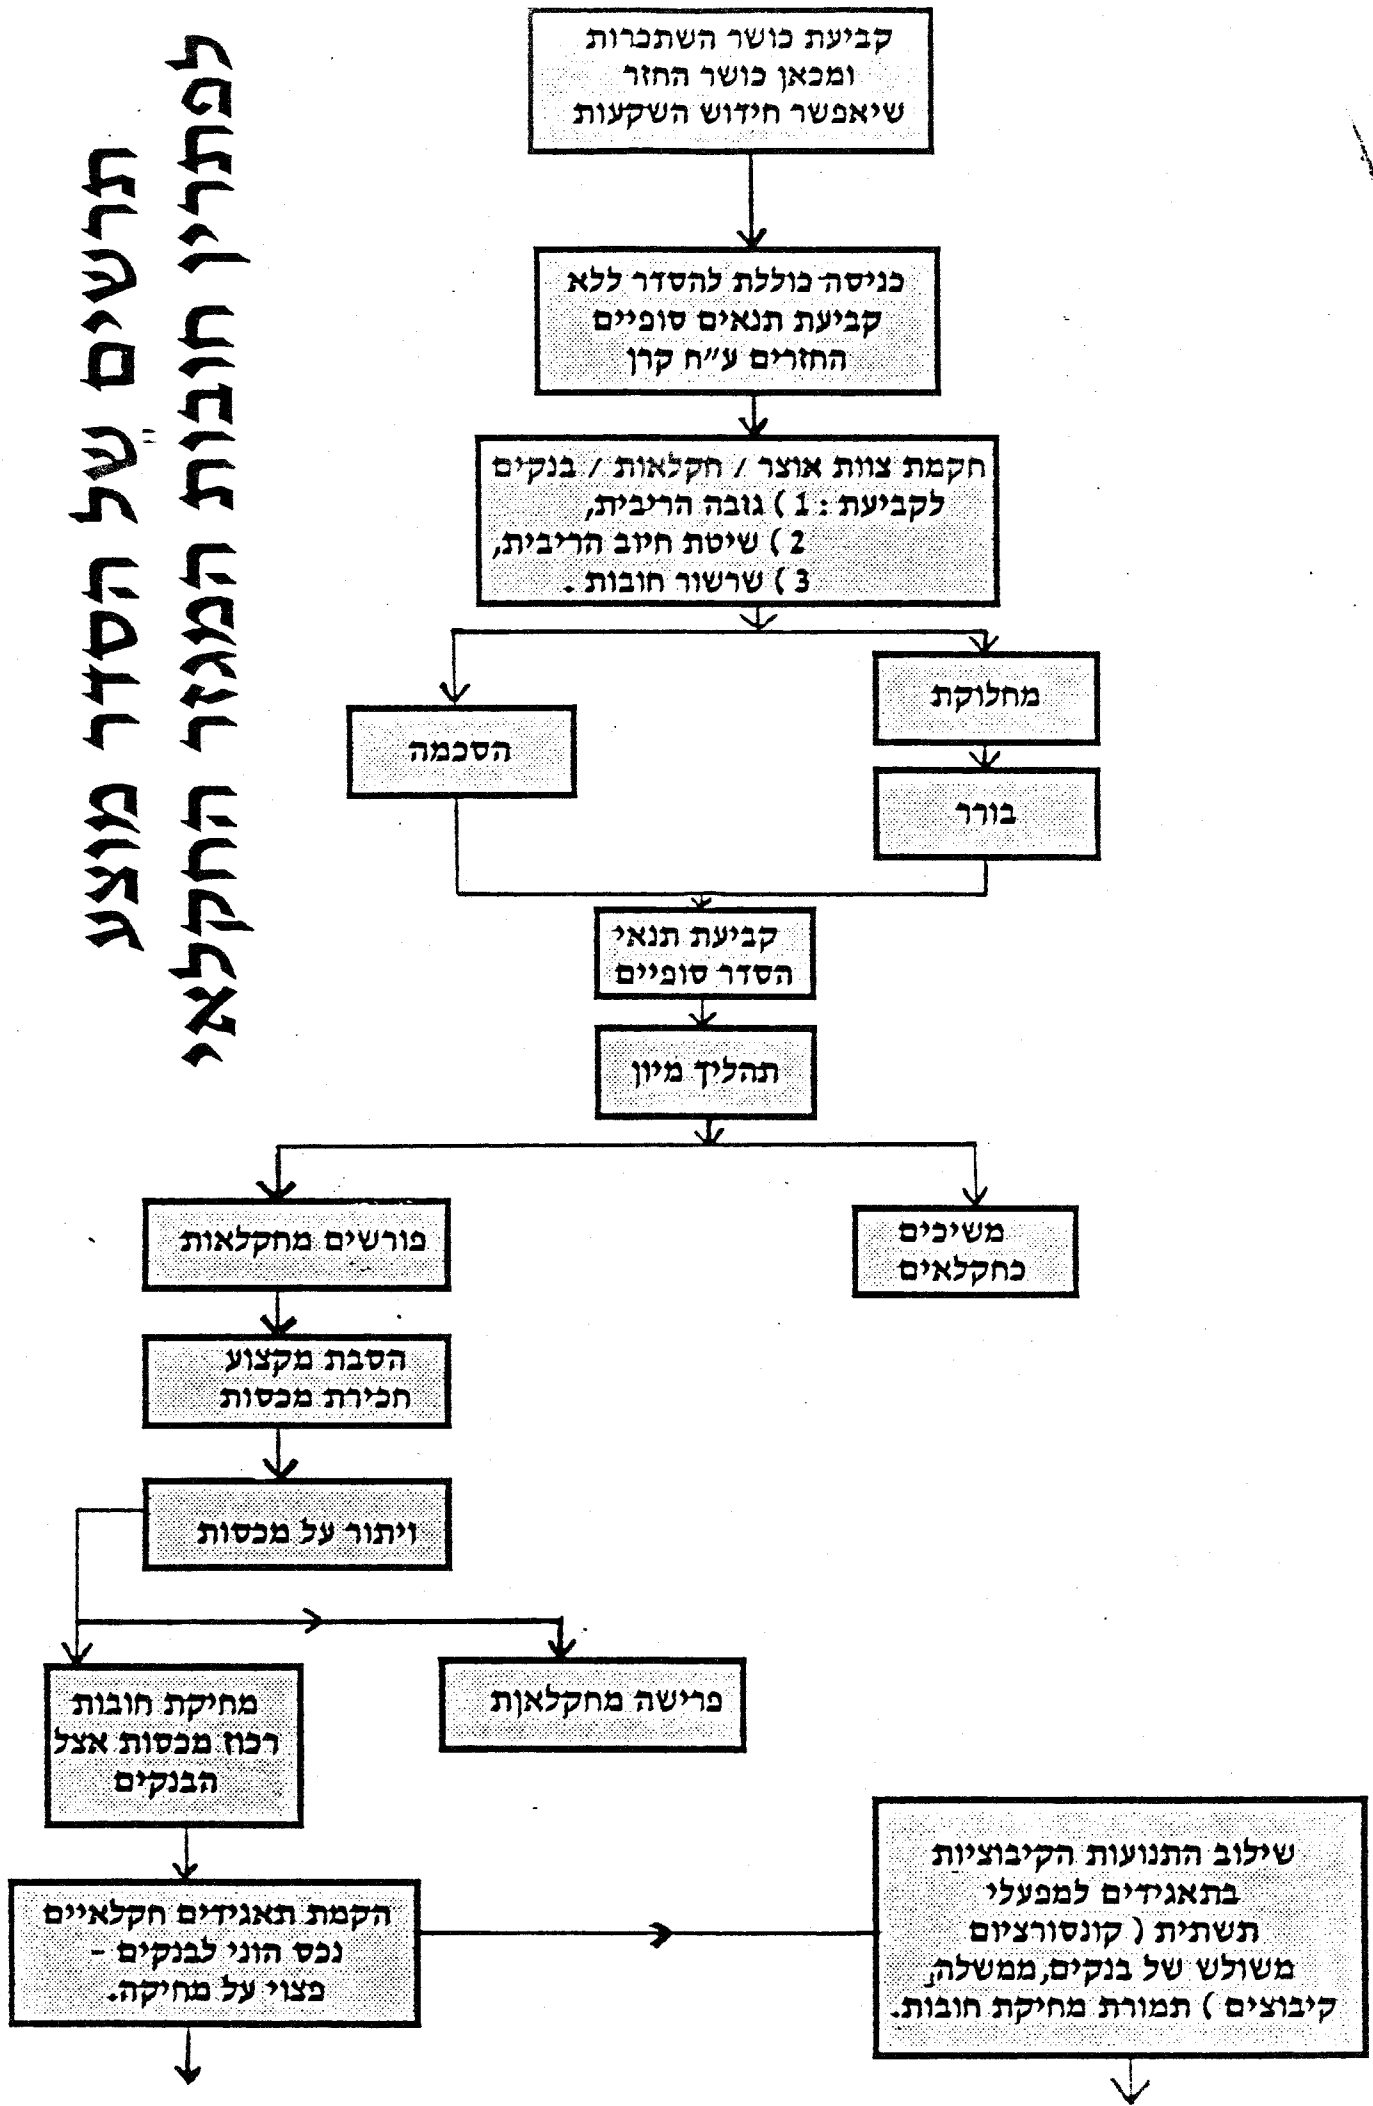 תרשים של הסדר מוצע
לפתרין חובות המגזר החקלאי
קביעת כושר השתכרות
ומכאן כושר החזר
שיאפשר חידוש השקעות
כניסה כוללת להסדר ללא
קביעת תנאים סופיים
החזרים ע"ח קרן
חקמת צוות אוצר / חקלאות / בנקים
לקביעת : 1 ) גובה הריבית,
2 ) שיטת חיוב הריבית,
3 ) שרשור חובות .
מחלוקת
הסכמה
בורר
קביעת תנאי
הסדר סופיים
תהליך מיון
משיכים
כחקלאים
פורשים מחקלאות
הסבת מקצוע
חכירת מכסות
ויתור על מכסות
פרישה מחקלאות
מחיקת חובות
רכוז מכסות אצל
הבנקים
שילוב התנועות הקיבוציות
בתאגידים למפעלי
תשתית ( קונסורציום
משולש של בנקים,ממשלה,
קיבוצים ) תמורת מחיקת חובות.
הקמת תאגידים חקלאיים
נכס הוני לבנקים -
פצוי על מחיקה.